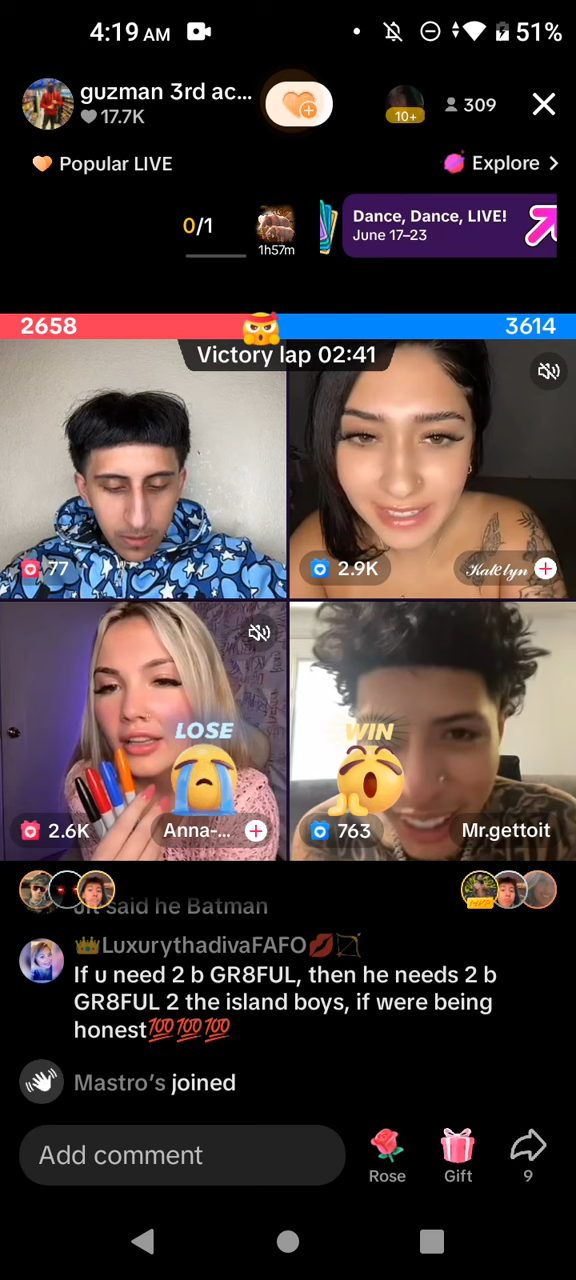 4:19 AM
51%
guzman 3rd ac...
17.7K
10+
309
Popular LIVE
Explore
0/1
1h57m
Dance, Dance, LIVE!
June 17–23
2658
3614
Victory lap 02:41
77
2.9K
𝒦𝒶𝓉𝑒𝓁𝓎𝓃
LOSE
WIN
2.6K
Anna-...
763
Mr.gettoit
Jit said he Batman
👑LuxurythadivaFAFO💋🏹
If u need 2 b GR8FUL, then he needs 2 b
GR8FUL 2 the island boys, if were being
honest💯💯💯
Mastro's joined
Add comment
Rose
Gift
9